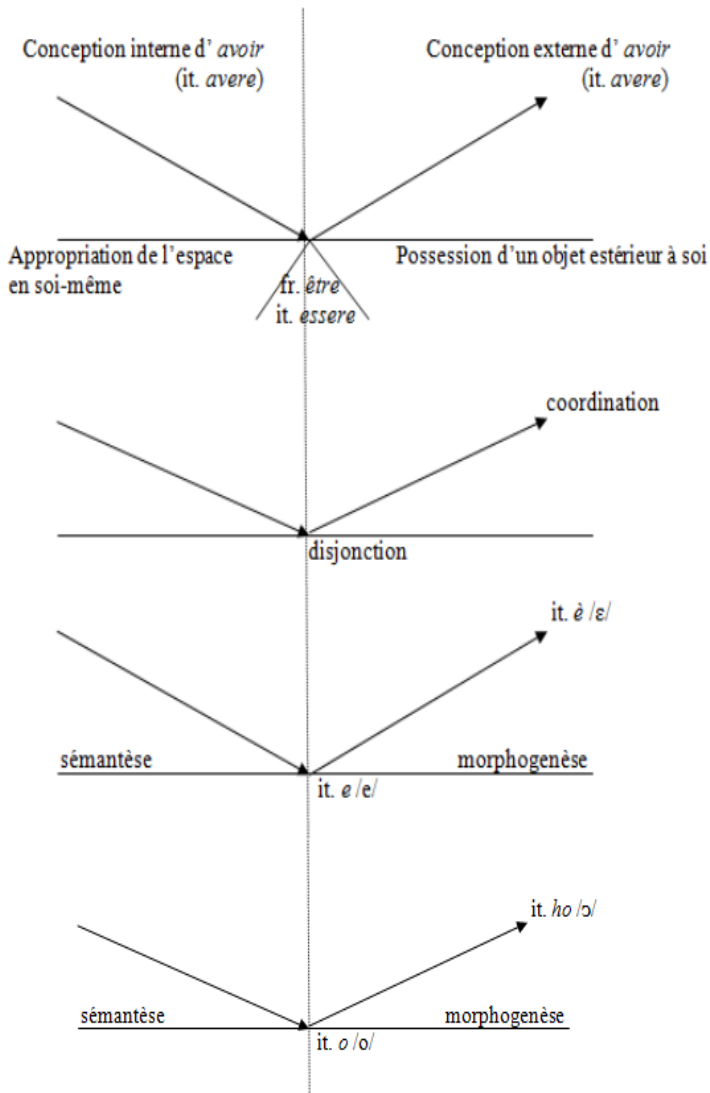 Conception interne d’ avoir
(it. avere)
Conception externe d’ avoir
(it. avere)
Appropriation de l’espace
en soi-même
Possession d’un objet estérieur à soi
fr. être
it. essere
coordination
disjonction
it. è /ɛ/
sémantèse
morphogenèse
it. e /e/
it. ho /ɔ/
sémantèse
morphogenèse
it. o /o/